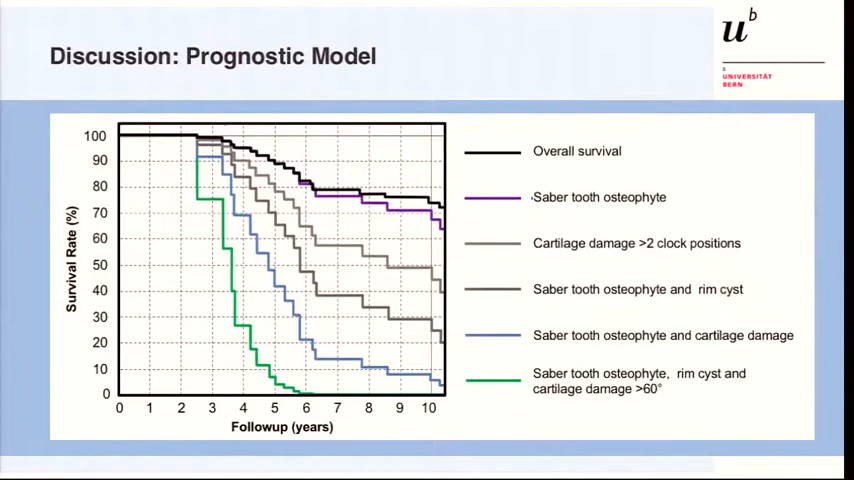 Discussion: Prognostic Model
u
b
b
UNIVERSITÄT
BERN
100
90
80
70
60
50
40
30
20
10
0
Survival Rate (%)
0 1 2 3 4 5 6 7 8 9 10
Followup (years)
Overall survival
Saber tooth osteophyte
Cartilage damage >2 clock positions
Saber tooth osteophyte and rim cyst
Saber tooth osteophyte and cartilage damage
Saber tooth osteophyte, rim cyst and
cartilage damage >60°